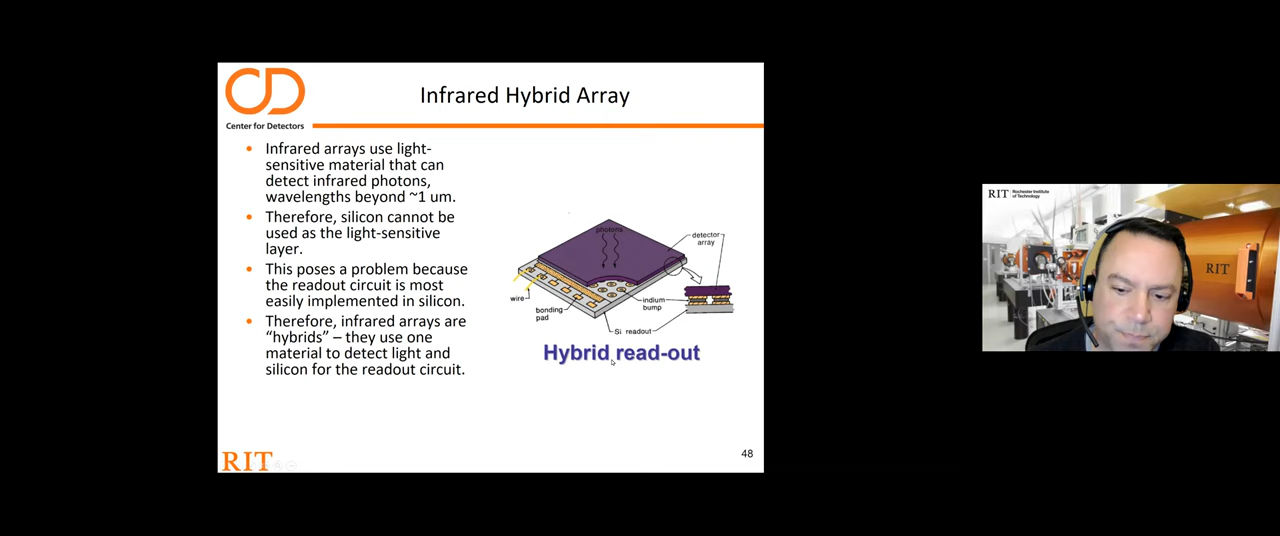 Infrared Hybrid Array
Center for Detectors
• Infrared arrays use light-
sensitive material that can
detect infrared photons,
wavelengths beyond ~1 um.
• Therefore, silicon cannot be
used as the light-sensitive
layer.
• This poses a problem because
the readout circuit is most
easily implemented in silicon.
• Therefore, infrared arrays are
“hybrids” – they use one
material to detect light and
silicon for the readout circuit.
photons
detector
array
wire
bonding
pad
indium
bump
Si readout
Hybrid read-out
RIT
48
RIT Rochester Institute
of Technology
RIT